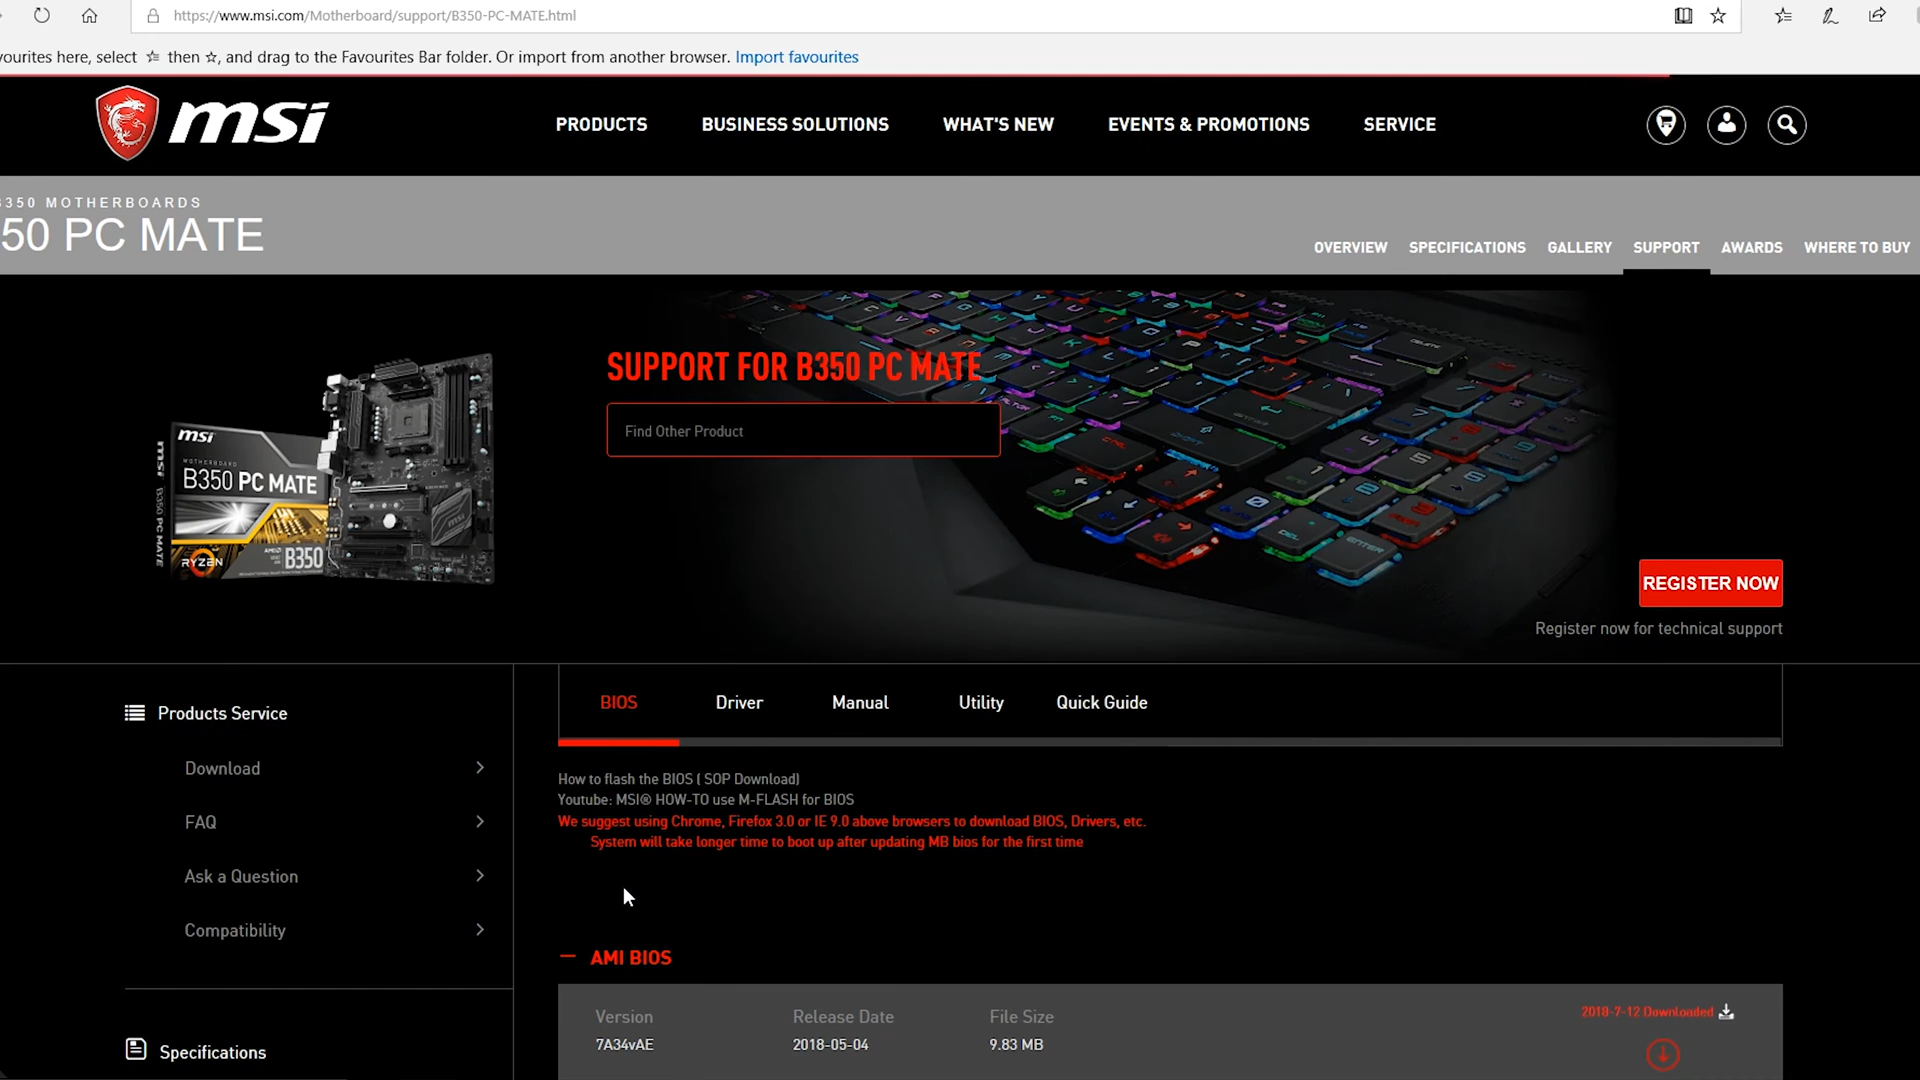 https://www.msi.com/Motherboard/support/B350-PC-MATE.html
ourites here, select then , and drag to the Favourites Bar folder. Or import from another browser. Import favourites
msi
PRODUCTS
BUSINESS SOLUTIONS
WHAT'S NEW
EVENTS & PROMOTIONS
SERVICE
350 MOTHERBOARDS
50 PC MATE
OVERVIEW
SPECIFICATIONS
GALLERY
SUPPORT
AWARDS
WHERE TO BUY
SUPPORT FOR B350 PC MATE
Find Other Product
msi
MOTHERBOARD
B350 PC MATE
RYZEN
B350
REGISTER NOW
Register now for technical support
Products Service
Download
FAQ
Ask a Question
Compatibility
Specifications
BIOS
Driver
Manual
Utility
Quick Guide
How to flash the BIOS ( SOP Download)
Youtube: MSI® HOW-TO use M-FLASH for BIOS
We suggest using Chrome, Firefox 3.0 or IE 9.0 above browsers to download BIOS, Drivers, etc.
System will take longer time to boot up after updating MB bios for the first time
AMI BIOS
Version
Release Date
File Size
2018-7-12 Downloaded
7A34vAE
2018-05-04
9.83 MB